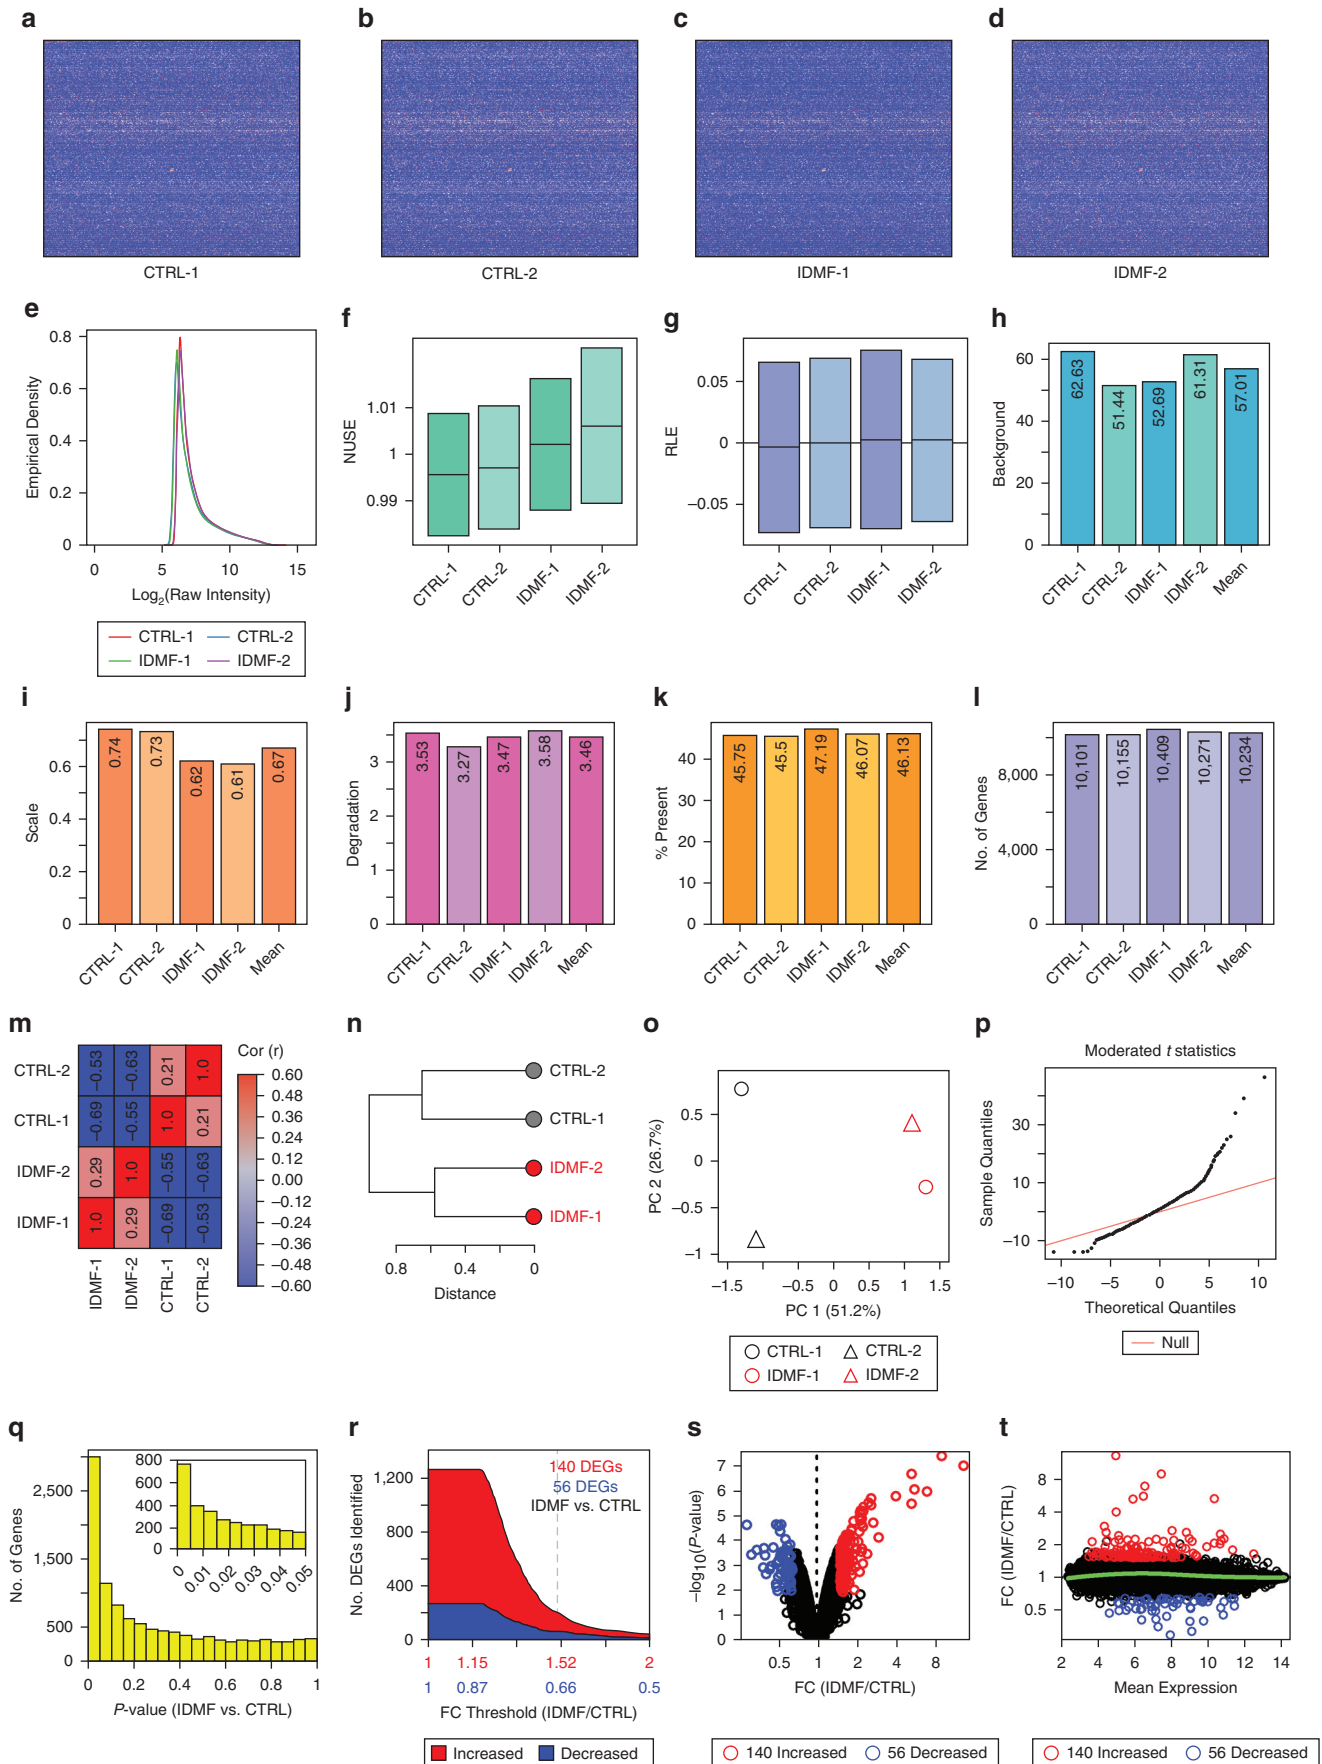 a b c d
CTRL-1 CTRL-2 IDMF-1 IDMF-2
e
Empirical Density
0.8
0.6
0.4
0.2
0
0 5 10 15
Log2(Raw Intensity)
CTRL-1 CTRL-2
IDMF-1 IDMF-2
f
NUSE
1.01
1
0.99
CTRL-1 CTRL-2 IDMF-1 IDMF-2
g
RLE
0.05
0
−0.05
CTRL-1 CTRL-2 IDMF-1 IDMF-2
h
Background
60
40
20
0
62.63 51.44 52.69 61.31 57.01
CTRL-1 CTRL-2 IDMF-1 IDMF-2 Mean
i
Scale
0.6
0.4
0.2
0
0.74 0.73 0.62 0.61 0.67
CTRL-1 CTRL-2 IDMF-1 IDMF-2 Mean
j
Degradation
3
2
1
0
3.53 3.27 3.47 3.58 3.46
CTRL-1 CTRL-2 IDMF-1 IDMF-2 Mean
k
% Present
40
30
20
10
0
45.75 45.5 47.19 46.07 46.13
CTRL-1 CTRL-2 IDMF-1 IDMF-2 Mean
l
No. of Genes
8,000
4,000
0
10,101 10,155 10,409 10,271 10,234
CTRL-1 CTRL-2 IDMF-1 IDMF-2 Mean
m
CTRL-2 −0.53 −0.63 0.21 1.0
CTRL-1 −0.69 −0.55 1.0 0.21
IDMF-2 0.29 1.0 −0.55 −0.63
IDMF-1 1.0 0.29 −0.69 −0.53
IDMF-1 IDMF-2 CTRL-1 CTRL-2
Cor (r)
0.60
0.48
0.36
0.24
0.12
0.00
−0.12
−0.24
−0.36
−0.48
−0.60
n
CTRL-2
CTRL-1
IDMF-2
IDMF-1
0.8 0.4 0
Distance
o
PC 2 (26.7%)
0.5
0
−0.5
−1
−1.5 −0.5 0 0.5 1 1.5
PC 1 (51.2%)
CTRL-1 CTRL-2
IDMF-1 IDMF-2
p
Moderated t statistics
Sample Quantiles
30
10
−10
−10 −5 0 5 10
Theoretical Quantiles
Null
q
No. of Genes
2,500
1,500
500
0
0 0.2 0.4 0.6 0.8 1
P-value (IDMF vs. CTRL)
800
600
400
200
0
0 0.01 0.02 0.03 0.04 0.05
r
No. DEGs Identified
1,200
800
400
0
140 DEGs
56 DEGs
IDMF vs. CTRL
1 1.15 1.52 2
1 0.87 0.66 0.5
FC Threshold (IDMF/CTRL)
Increased Decreased
s
−log10(P-value)
7
6
5
4
3
2
1
0
0.5 1 2 4 8
FC (IDMF/CTRL)
140 Increased 56 Decreased
t
FC (IDMF/CTRL)
8
4
2
1
0.5
2 4 6 8 10 12 14
Mean Expression
140 Increased 56 Decreased